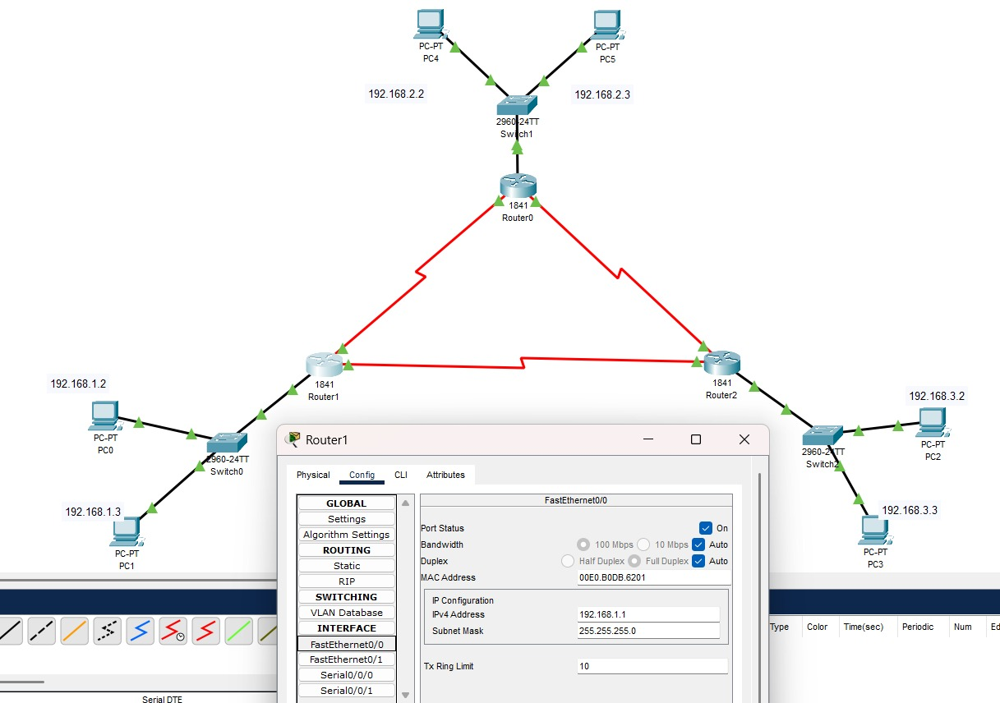 PC-PT
PC4
PC-PT
PC5
192.168.2.2
192.168.2.3
2960-24TT
Switch1
1841
Router0
1841
Router1
1841
Router2
192.168.1.2
PC-PT
PC0
2960-24TT
Switch0
192.168.1.3
PC-PT
PC1
192.168.3.2
PC-PT
PC2
2960-24TT
Switch2
192.168.3.3
PC-PT
PC3
Router1
Physical Config CLI Attributes
GLOBAL
Settings
Algorithm Settings
ROUTING
Static
RIP
SWITCHING
VLAN Database
INTERFACE
FastEthernet0/0
FastEthernet0/1
Serial0/0/0
Serial0/0/1
FastEthernet0/0
Port Status On
Bandwidth 100 Mbps 10 Mbps Auto
Duplex Half Duplex Full Duplex Auto
MAC Address 00E0.B0DB.6201
IP Configuration
IPv4 Address 192.168.1.1
Subnet Mask 255.255.255.0
Tx Ring Limit 10
Type Color Time(sec) Periodic Num Ed
Serial DTE